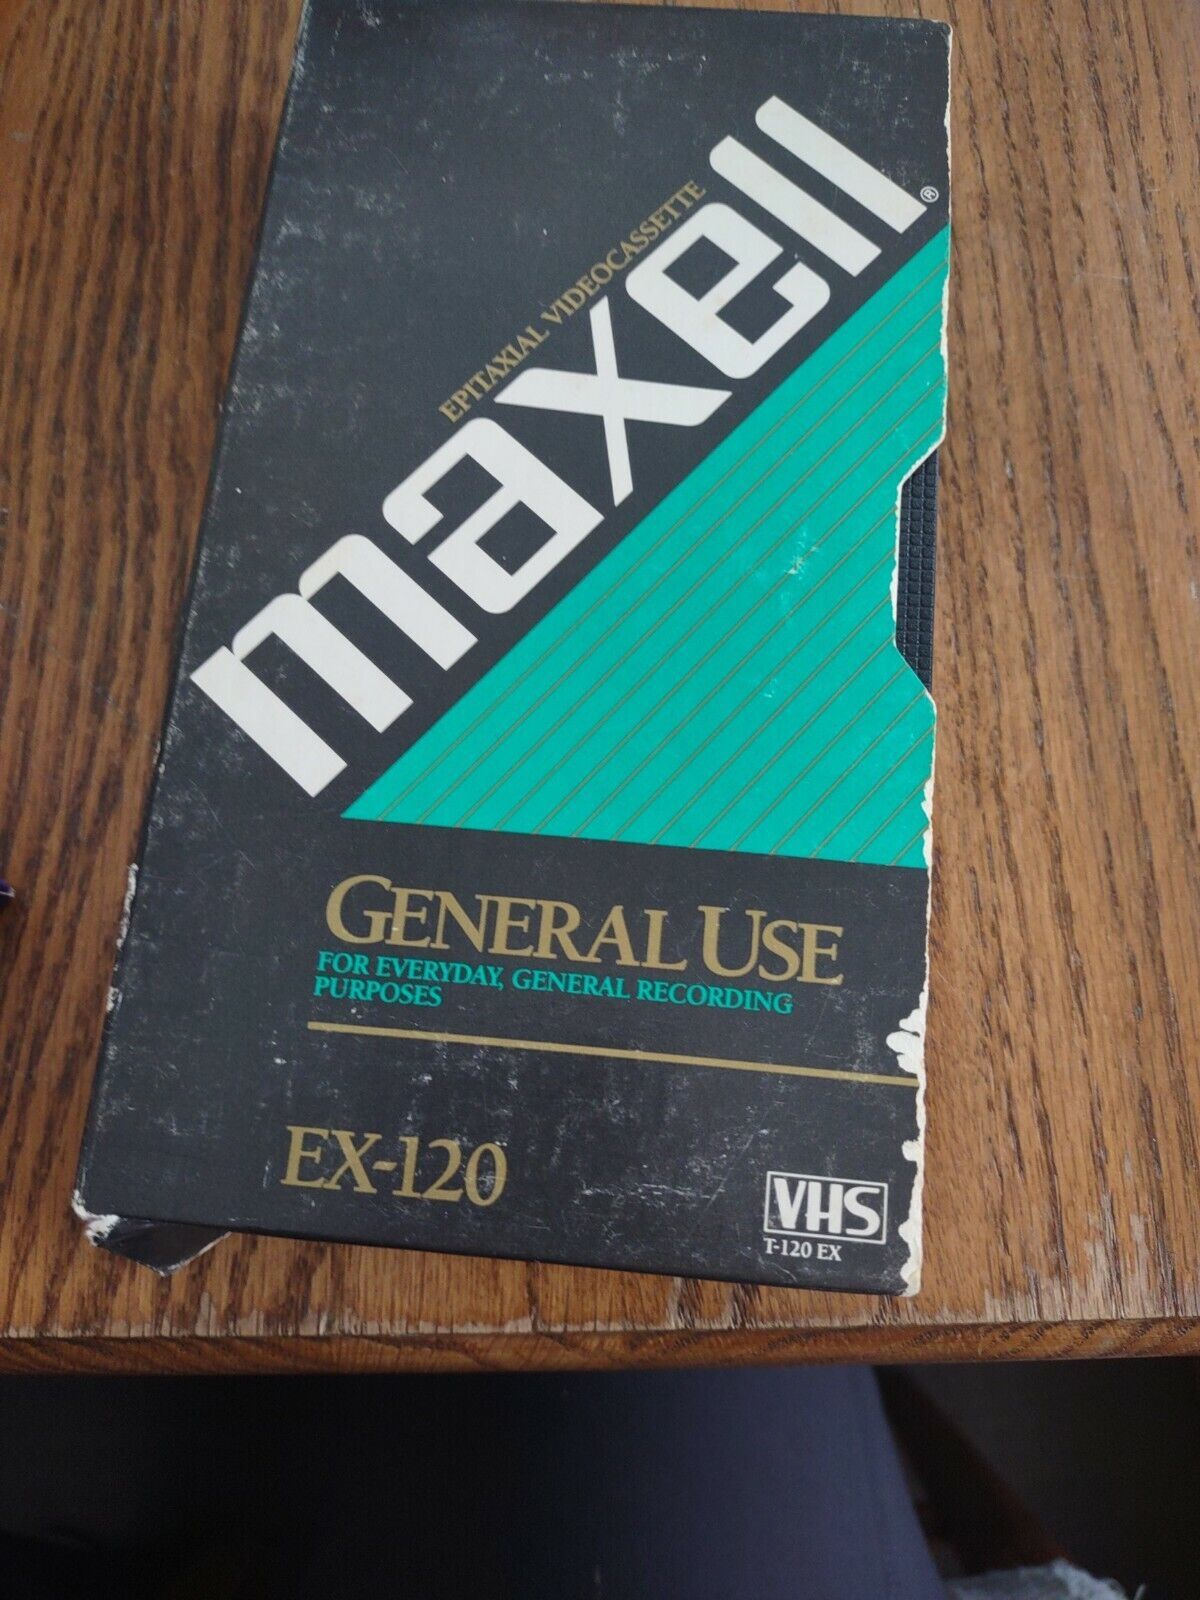 EPITAXIAL VIDEOCASSETTE
maxell®
GENERAL USE
FOR EVERYDAY, GENERAL RECORDING
PURPOSES
EX-120
VHS
T-120 EX